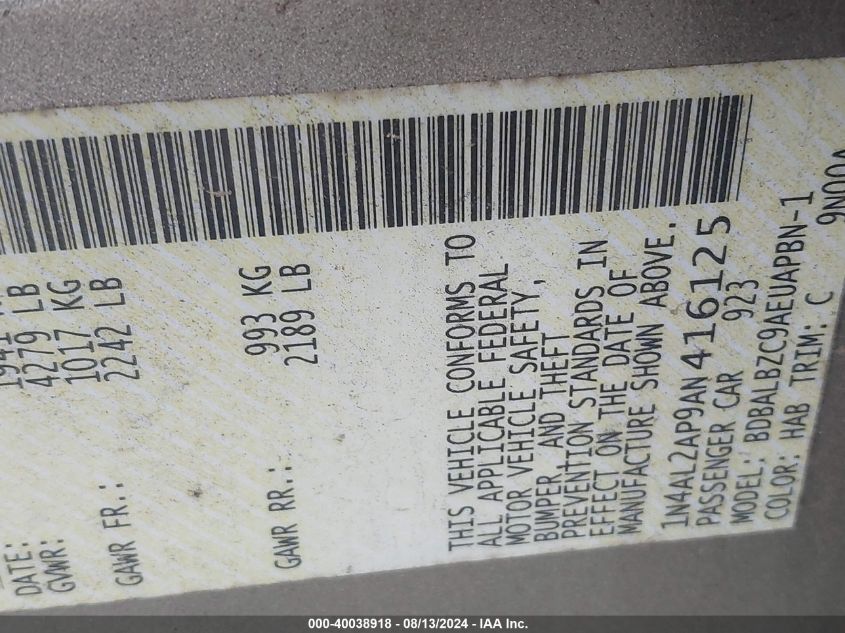 DATE:
GVWR: 4279 LB
1017 KG
GAWR FR.: 2242 LB
993 KG
GAWR RR.: 2189 LB
THIS VEHICLE CONFORMS TO
ALL APPLICABLE FEDERAL
MOTOR VEHICLE SAFETY,
BUMPER, AND THEFT
PREVENTION STANDARDS IN
EFFECT ON THE DATE OF
MANUFACTURE SHOWN ABOVE.
1N4AL2AP9AN416125
PASSENGER CAR 923
MODEL: BDBALBZC9AEUAPBN-1
COLOR: HAB TRIM: C
9N00A
000-40038918 - 08/13/2024 - IAA Inc.